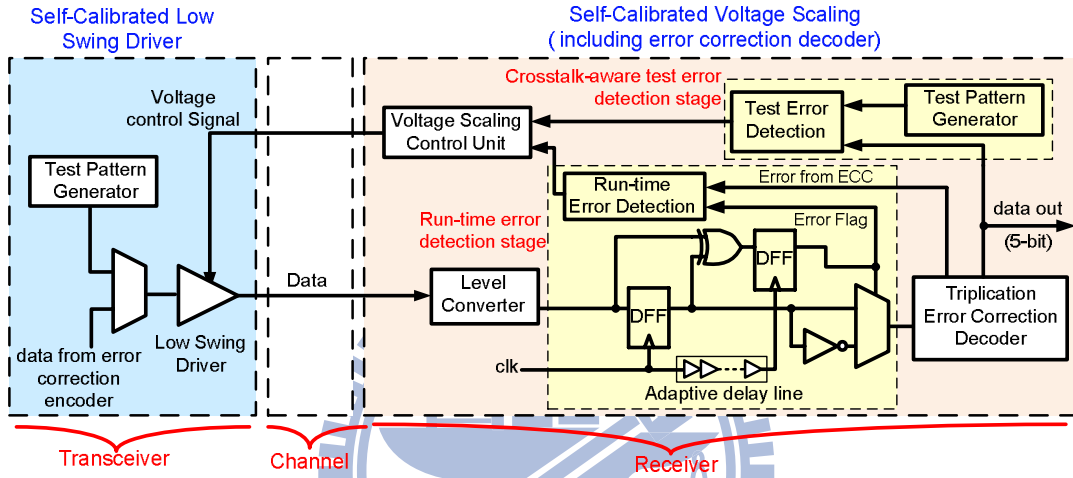 Self-Calibrated Low
Swing Driver
Self-Calibrated Voltage Scaling
( including error correction decoder)
Voltage
control Signal
Test Pattern
Generator
data from error
correction
encoder
Low Swing
Driver
Data
Crosstalk-aware test error
detection stage
Voltage Scaling
Control Unit
Test Error
Detection
Test Pattern
Generator
Run-time
Error Detection
Error from ECC
Error Flag
Run-time error
detection stage
Level
Converter
DFF
DFF
clk
Adaptive delay line
Triplication
Error Correction
Decoder
data out
(5-bit)
Transceiver
Channel
Receiver